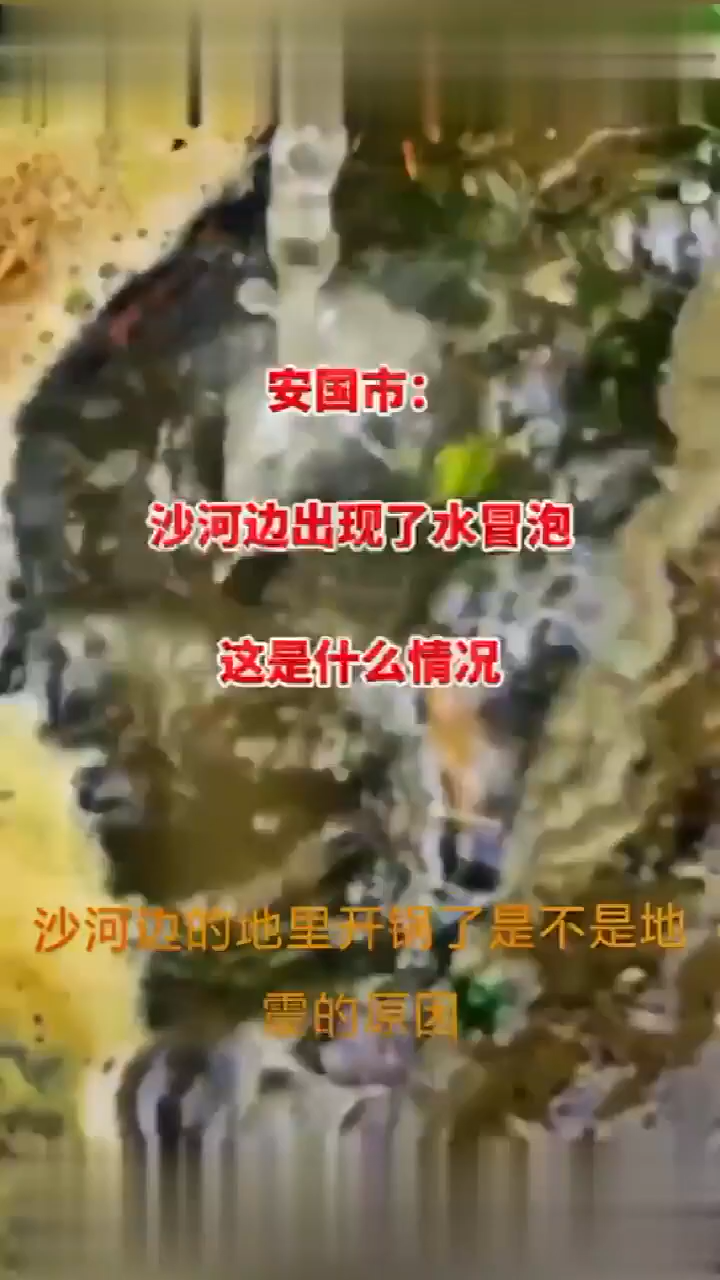 安国市：
沙河边出现了水冒泡
这是什么情况
沙河边的地里开锅了是不是地
震的原因